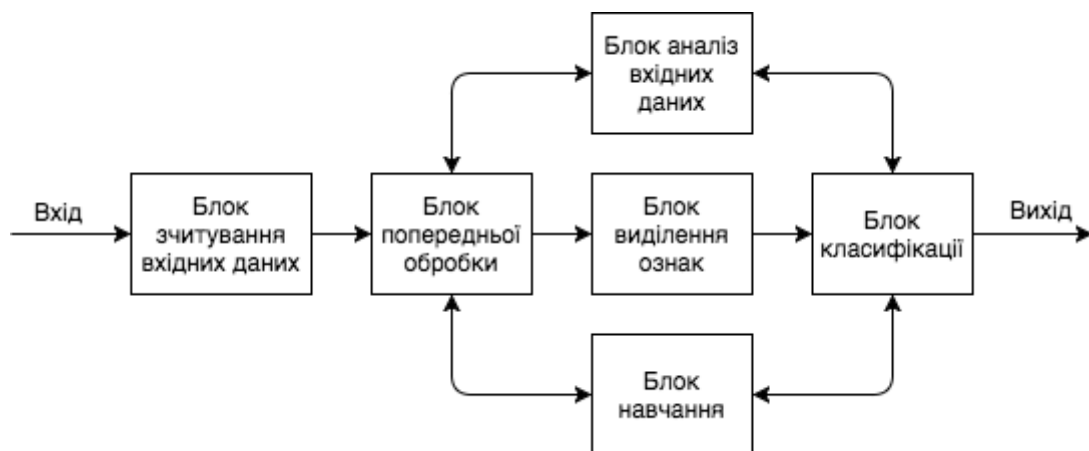 Блок аналіз
вхідних
даних
Вхід
Блок
зчитування
вхідних даних
Блок
попередньої
обробки
Блок
виділення
ознак
Блок
класифікації
Вихід
Блок
навчання